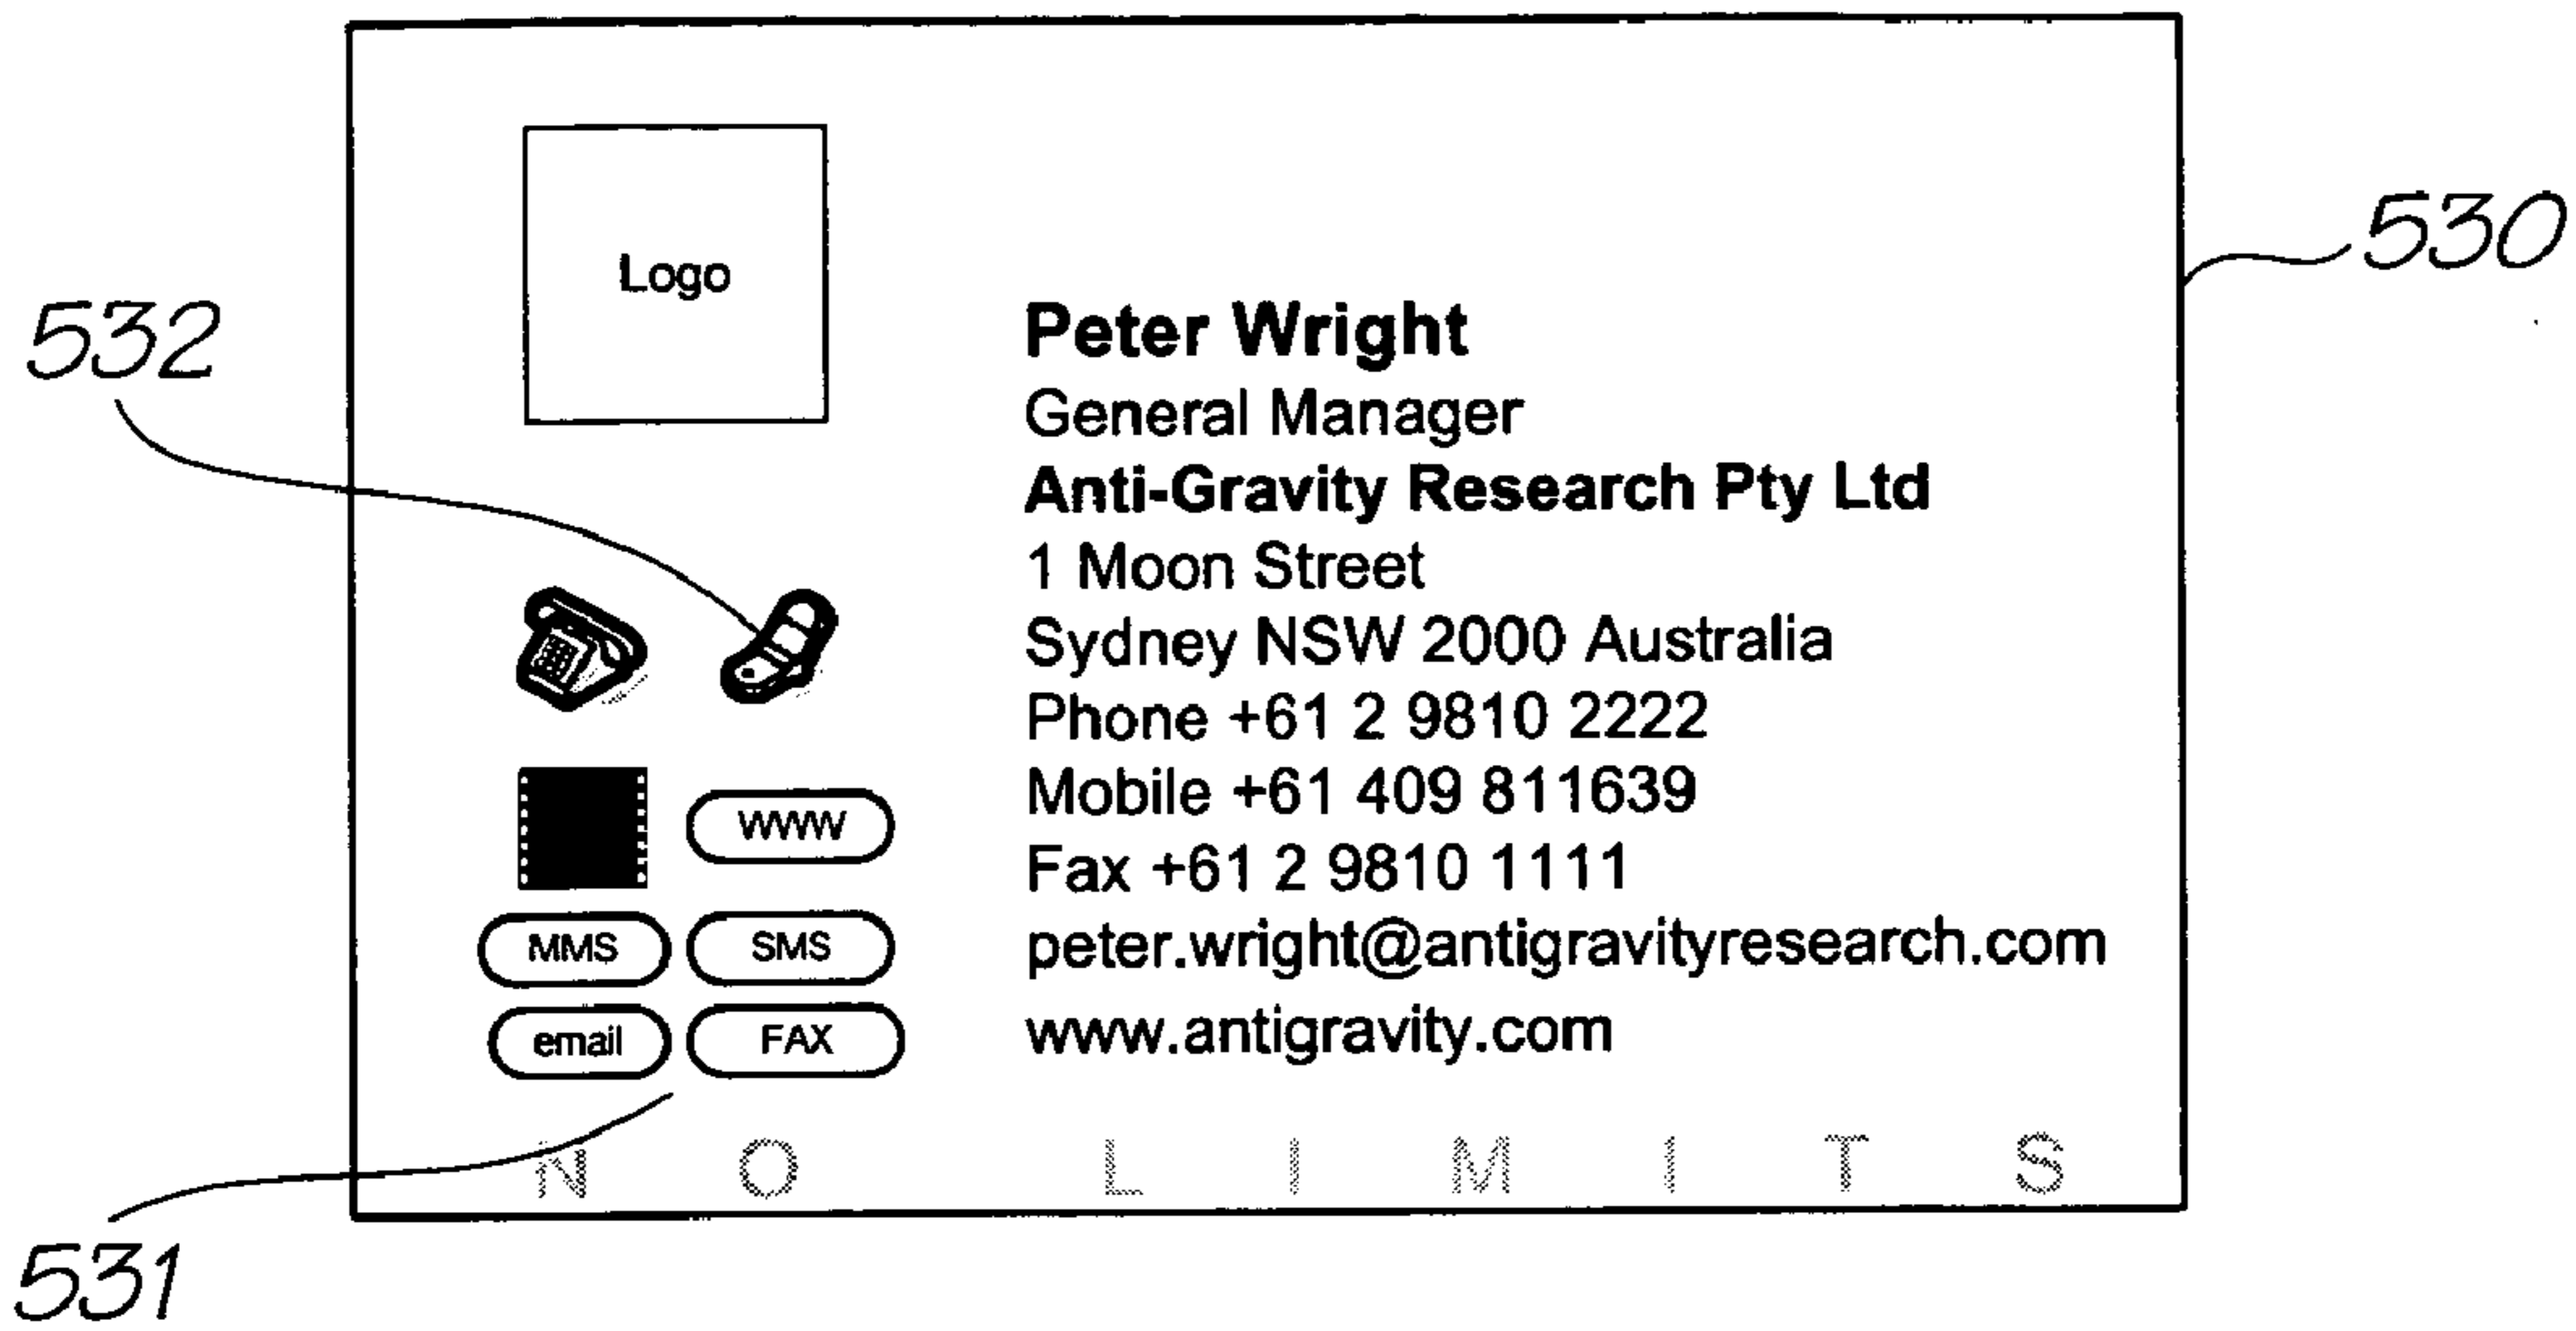 530
Logo
532
Peter Wright
General Manager
Anti-Gravity Research Pty Ltd
1 Moon Street
Sydney NSW 2000 Australia
Phone +61 2 9810 2222
Mobile +61 409 811639
Fax +61 2 9810 1111
peter.wright@antigravityresearch.com
www.antigravity.com
WWW
MMS SMS
email FAX
N O L I M I T S
531